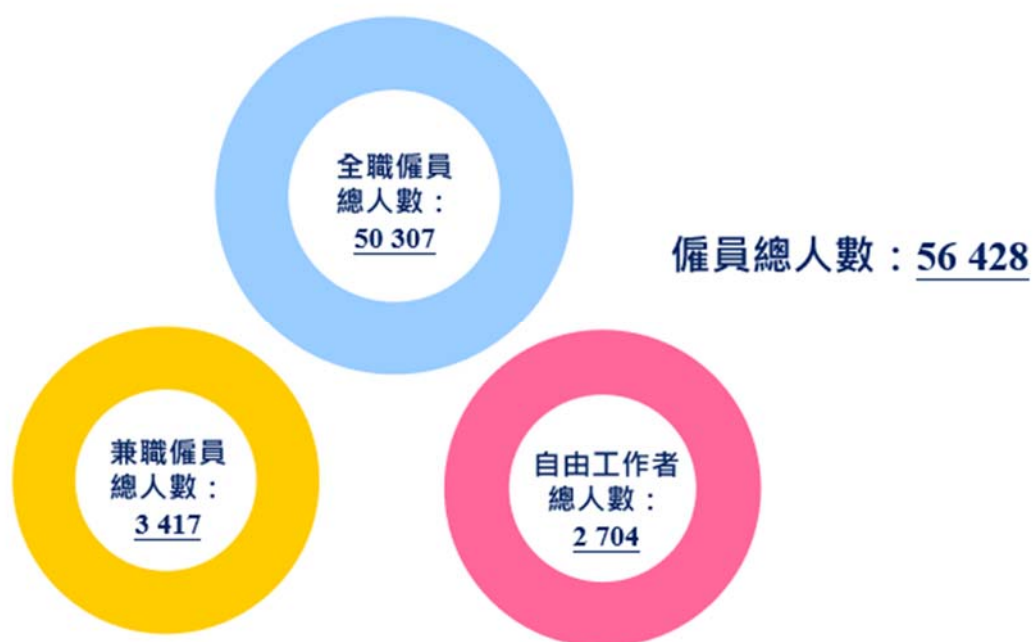 全職僱員
總人數：
50 307
僱員總人數：56 428
兼職僱員
總人數：
3 417
自由工作者
總人數：
2 704